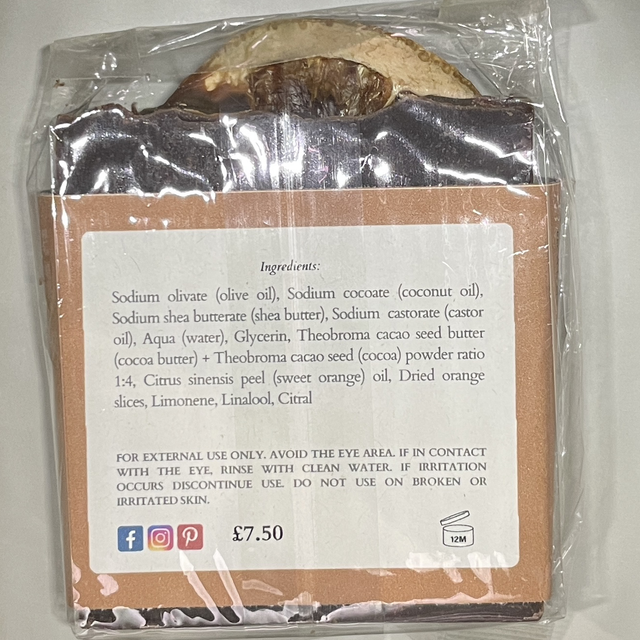 Ingredients:
Sodium olivate (olive oil), Sodium cocoate (coconut oil),
Sodium shea butterate (shea butter), Sodium castorate (castor
oil), Aqua (water), Glycerin, Theobroma cacao seed butter
(cocoa butter) + Theobroma cacao seed (cocoa) powder ratio
1:4, Citrus sinensis peel (sweet orange) oil, Dried orange
slices, Limonene, Linalool, Citral
FOR EXTERNAL USE ONLY. AVOID THE EYE AREA. IF IN CONTACT
WITH THE EYE, RINSE WITH CLEAN WATER. IF IRRITATION
OCCURS DISCONTINUE USE. DO NOT USE ON BROKEN OR
IRRITATED SKIN.
£7.50
12M